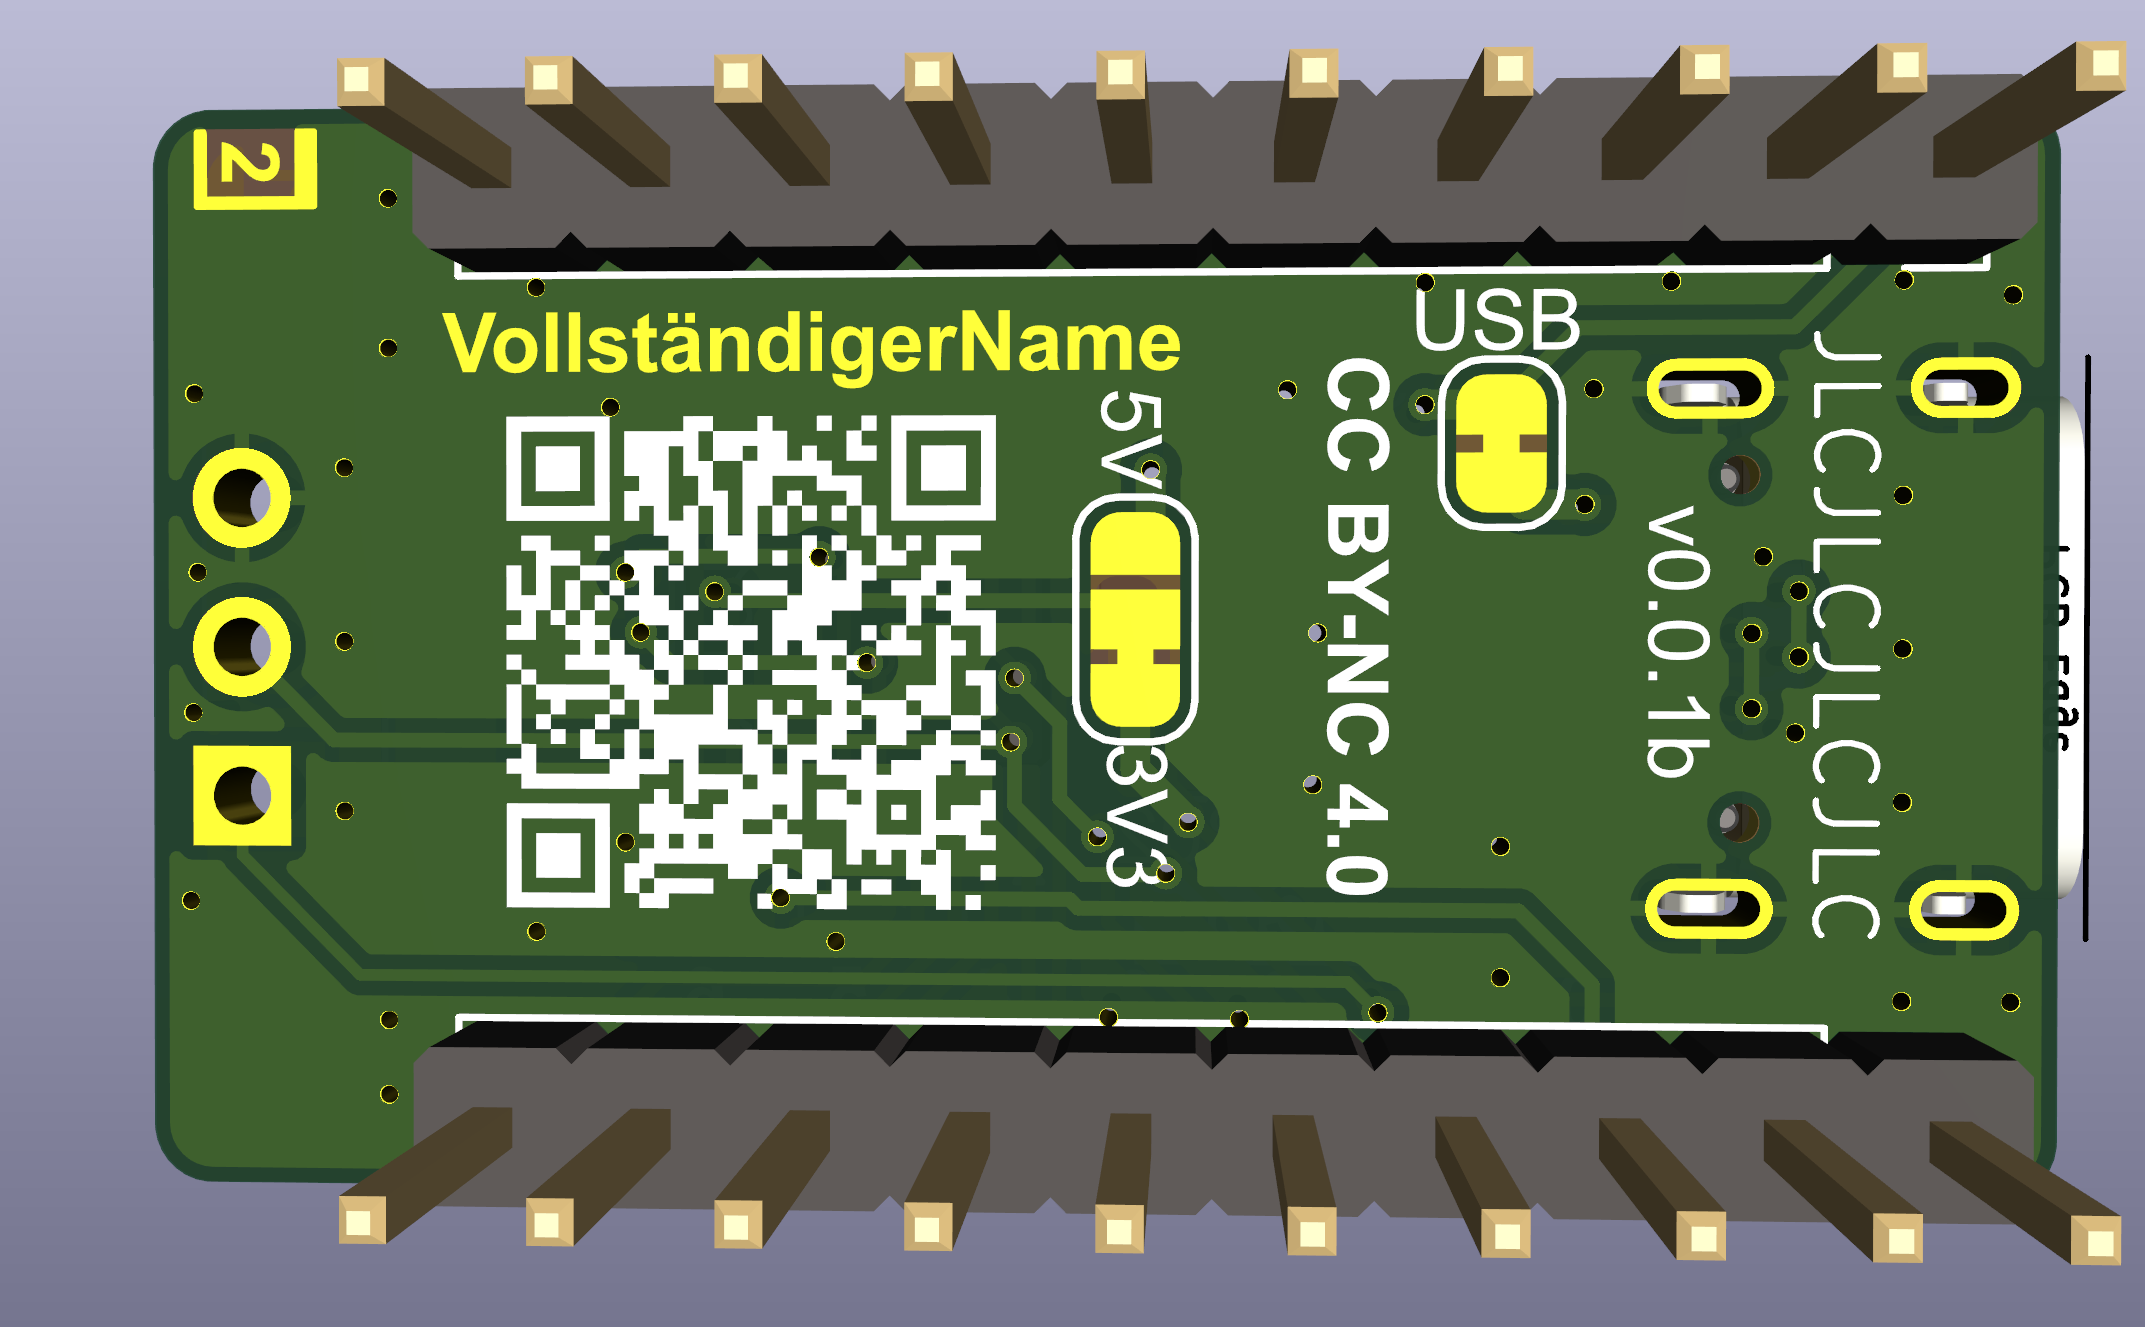 2
VollständigerName
USB
5V
3V3
CC BY-NC 4.0
v0.0.1b
JLCJLCJLCJLC